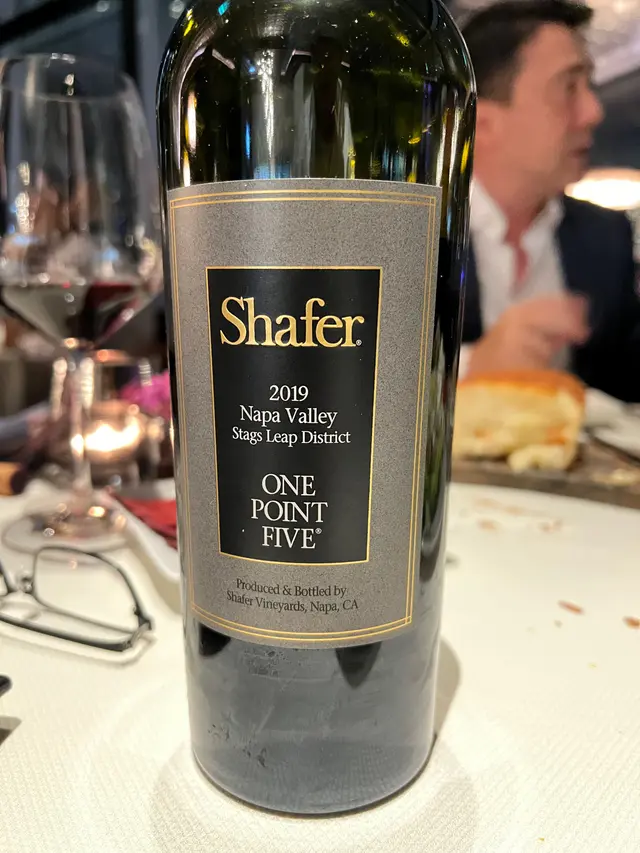 Shafer®
2019
Napa Valley
Stags Leap District
ONE
POINT
FIVE®
Produced & Bottled by
Shafer Vineyards, Napa, CA